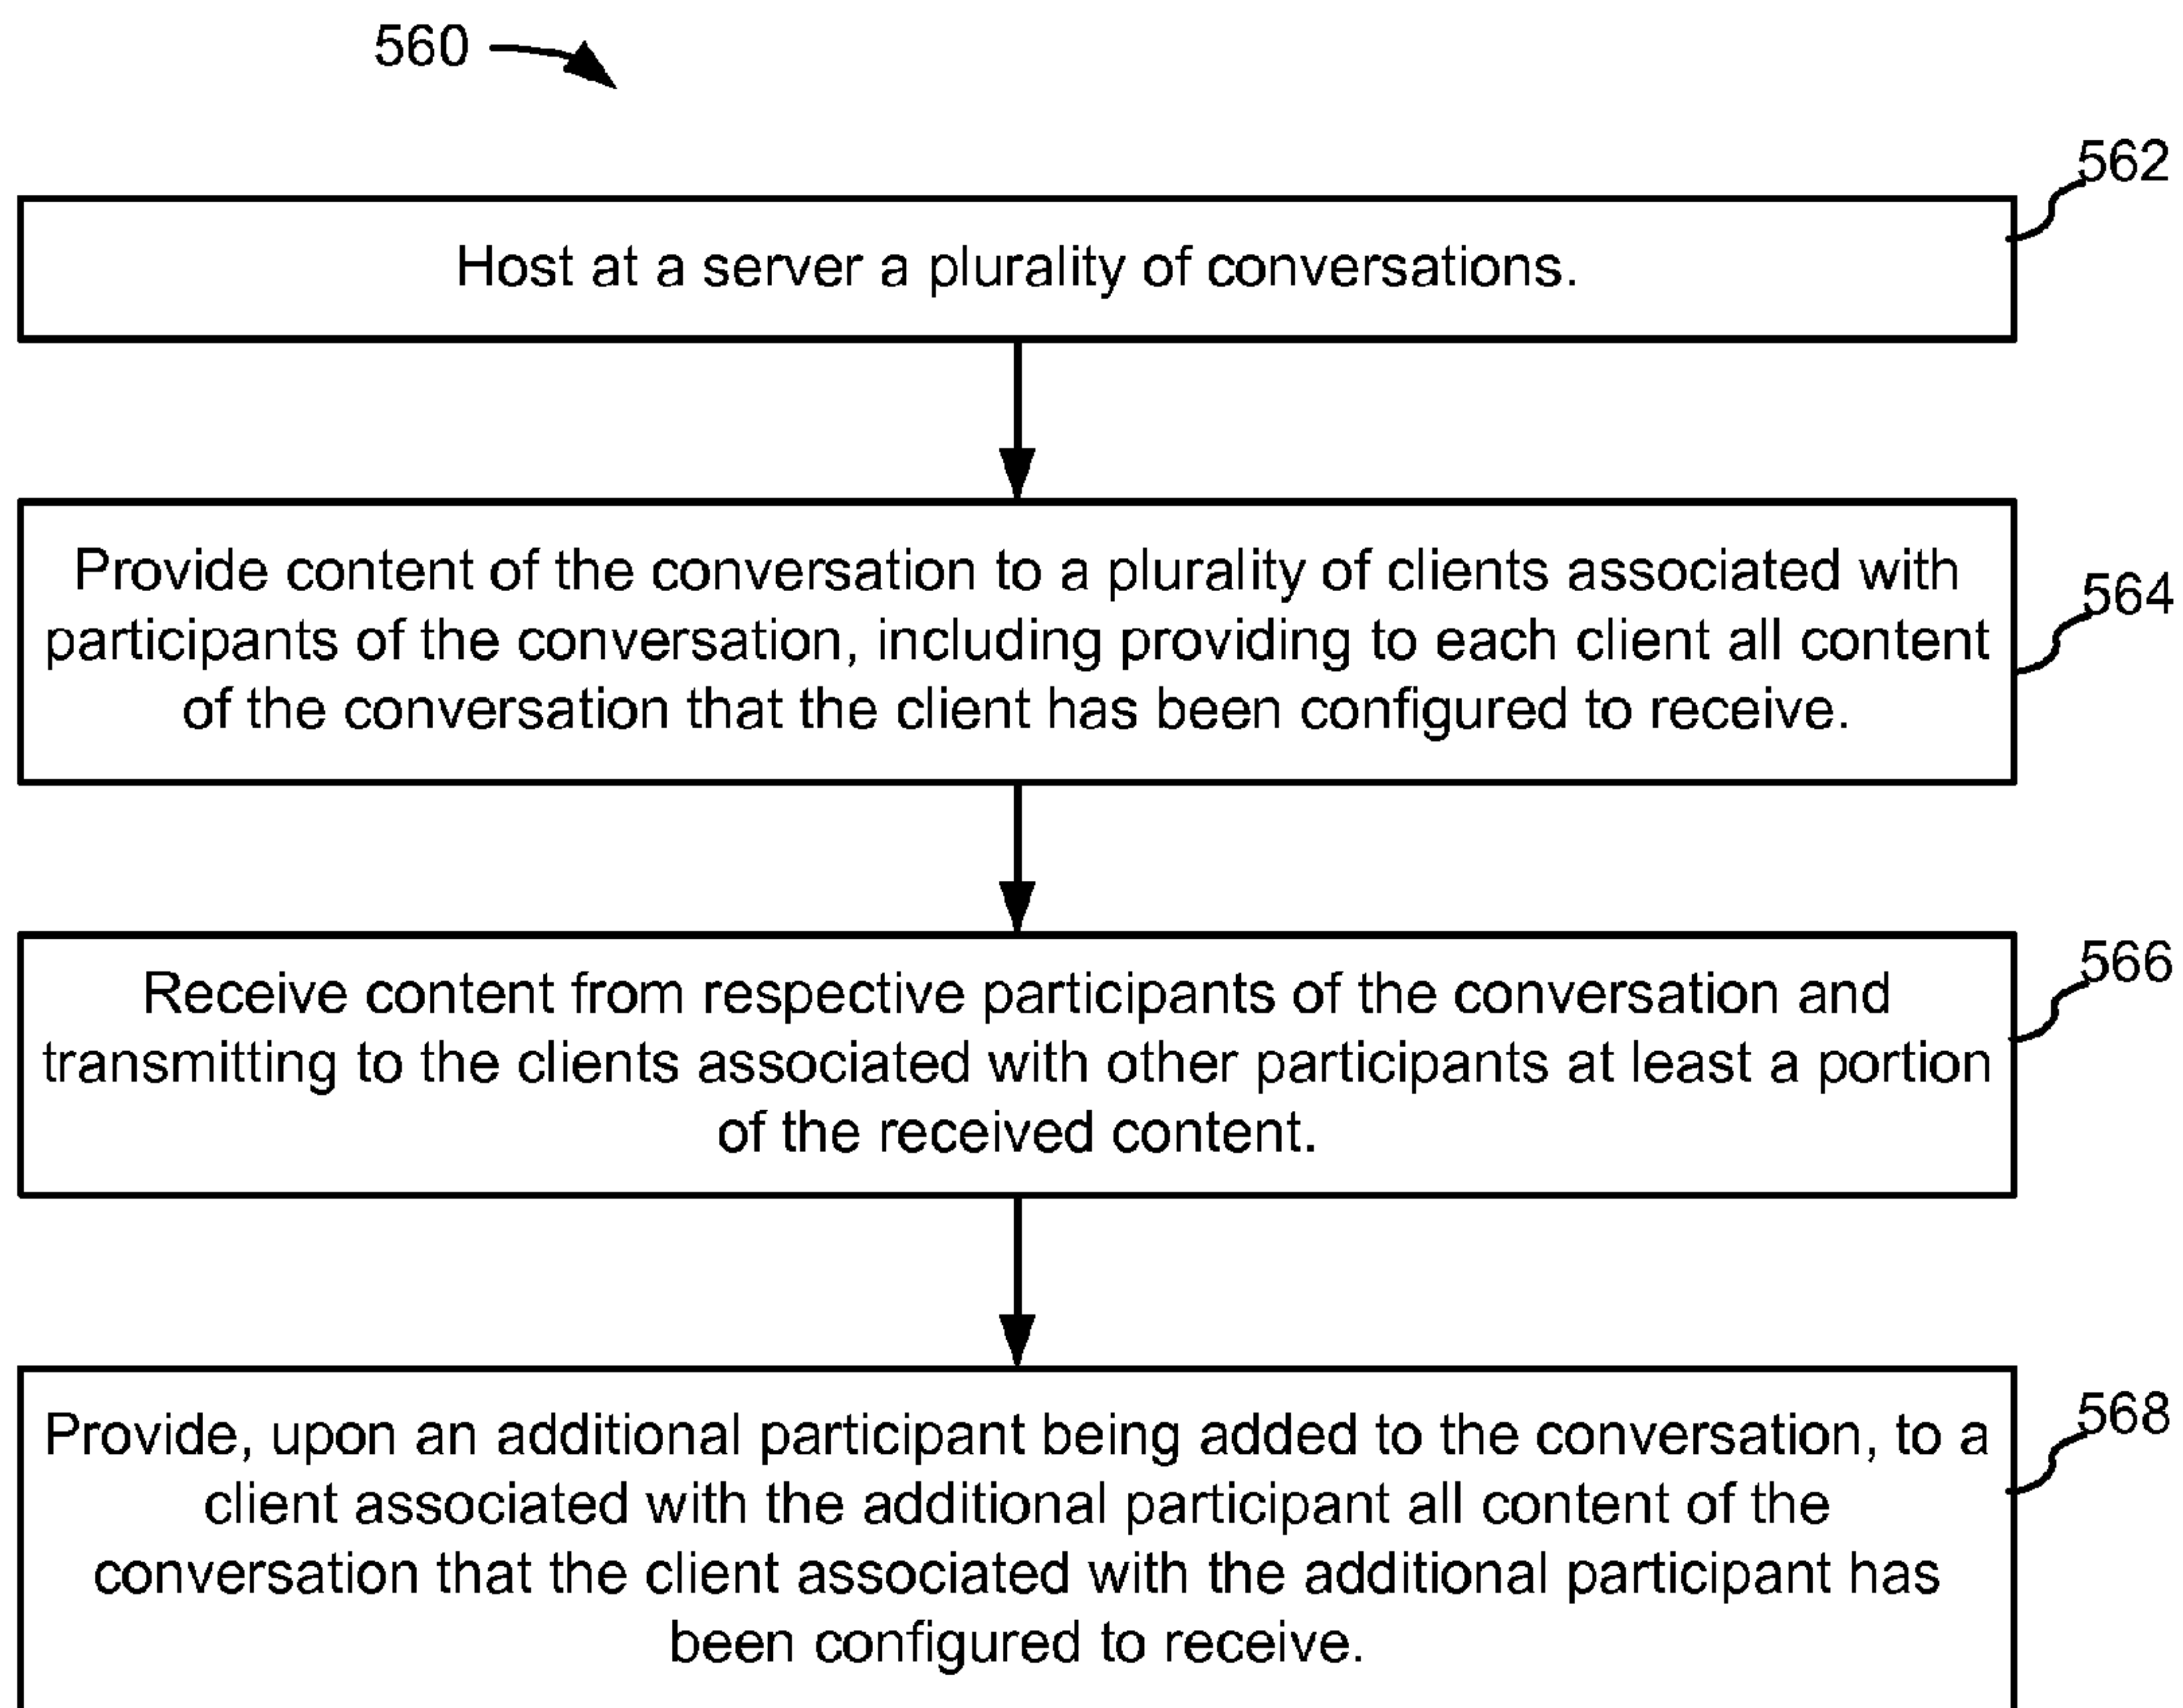 560
562
Host at a server a plurality of conversations.
Provide content of the conversation to a plurality of clients associated with
participants of the conversation, including providing to each client all content
of the conversation that the client has been configured to receive.
564
Receive content from respective participants of the conversation and
transmitting to the clients associated with other participants at least a portion
of the received content.
566
Provide, upon an additional participant being added to the conversation, to a
client associated with the additional participant all content of the
conversation that the client associated with the additional participant has
been configured to receive.
568